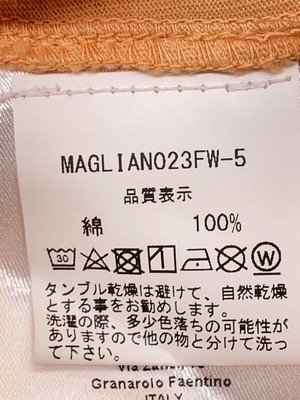 MAGLIANO23FW-5
品質表示
綿 100%
30
W
タンブル乾燥は避けて、自然乾燥
とする事をお勧めします。
洗濯の際、多少色落ちの可能性が
ありますので他の物と分けて洗っ
て下さい。
Granarolo Faentino
ITALY